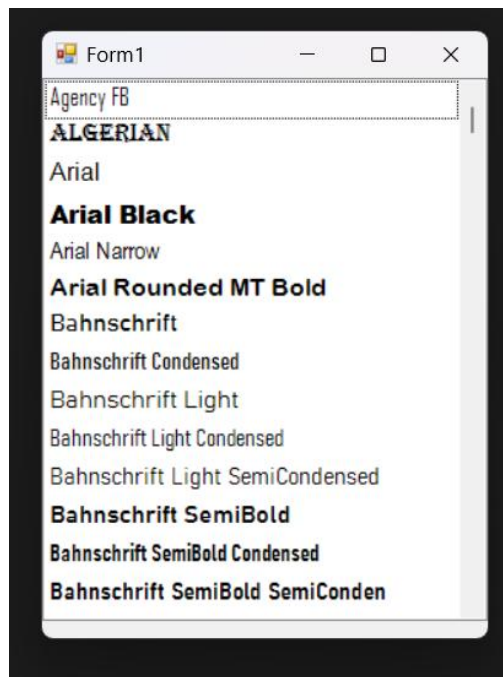 Form1
Agency FB
ALGERIAN
Arial
Arial Black
Arial Narrow
Arial Rounded MT Bold
Bahnschrift
Bahnschrift Condensed
Bahnschrift Light
Bahnschrift Light Condensed
Bahnschrift Light SemiCondensed
Bahnschrift SemiBold
Bahnschrift SemiBold Condensed
Bahnschrift SemiBold SemiConden